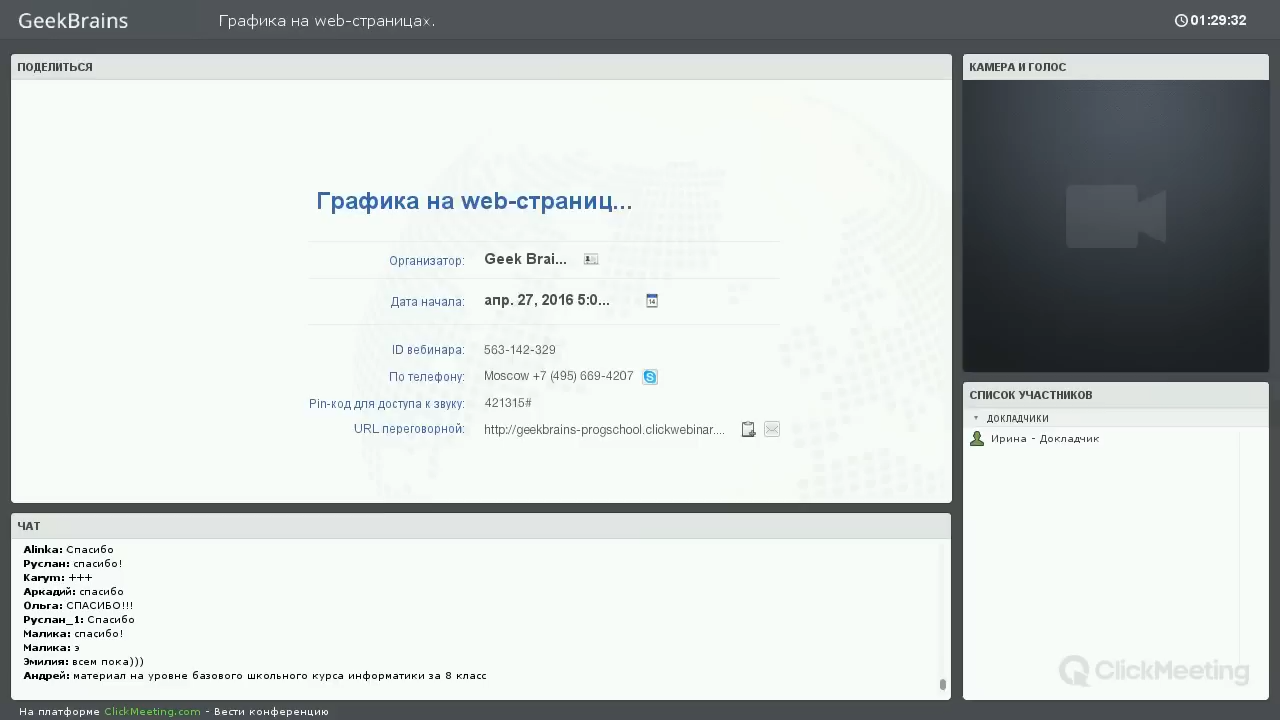 GeekBrains
Графика на web-страницах.
01:29:32
ПОДЕЛИТЬСЯ
Графика на web-страниц...
Организатор: Geek Brai...
Дата начала: апр. 27, 2016 5:0...
14
ID вебинара: 563-142-329
По телефону: Moscow +7 (495) 669-4207
Pin-код для доступа к звуку: 421315#
URL переговорной: http://geekbrains-progschool.clickwebinar....
КАМЕРА И ГОЛОС
СПИСОК УЧАСТНИКОВ
ДОКЛАДЧИКИ
Ирина - Докладчик
ЧАТ
Alinka: Спасибо
Руслан: спасибо!
Karym: +++
Аркадий: спасибо
Ольга: СПАСИБО!!!
Руслан_1: Спасибо
Малика: спасибо!
Малика: э
Эмилия: всем пока)))
Андрей: материал на уровне базового школьного курса информатики за 8 класс
ClickMeeting
На платформе ClickMeeting.com - Вести конференцию